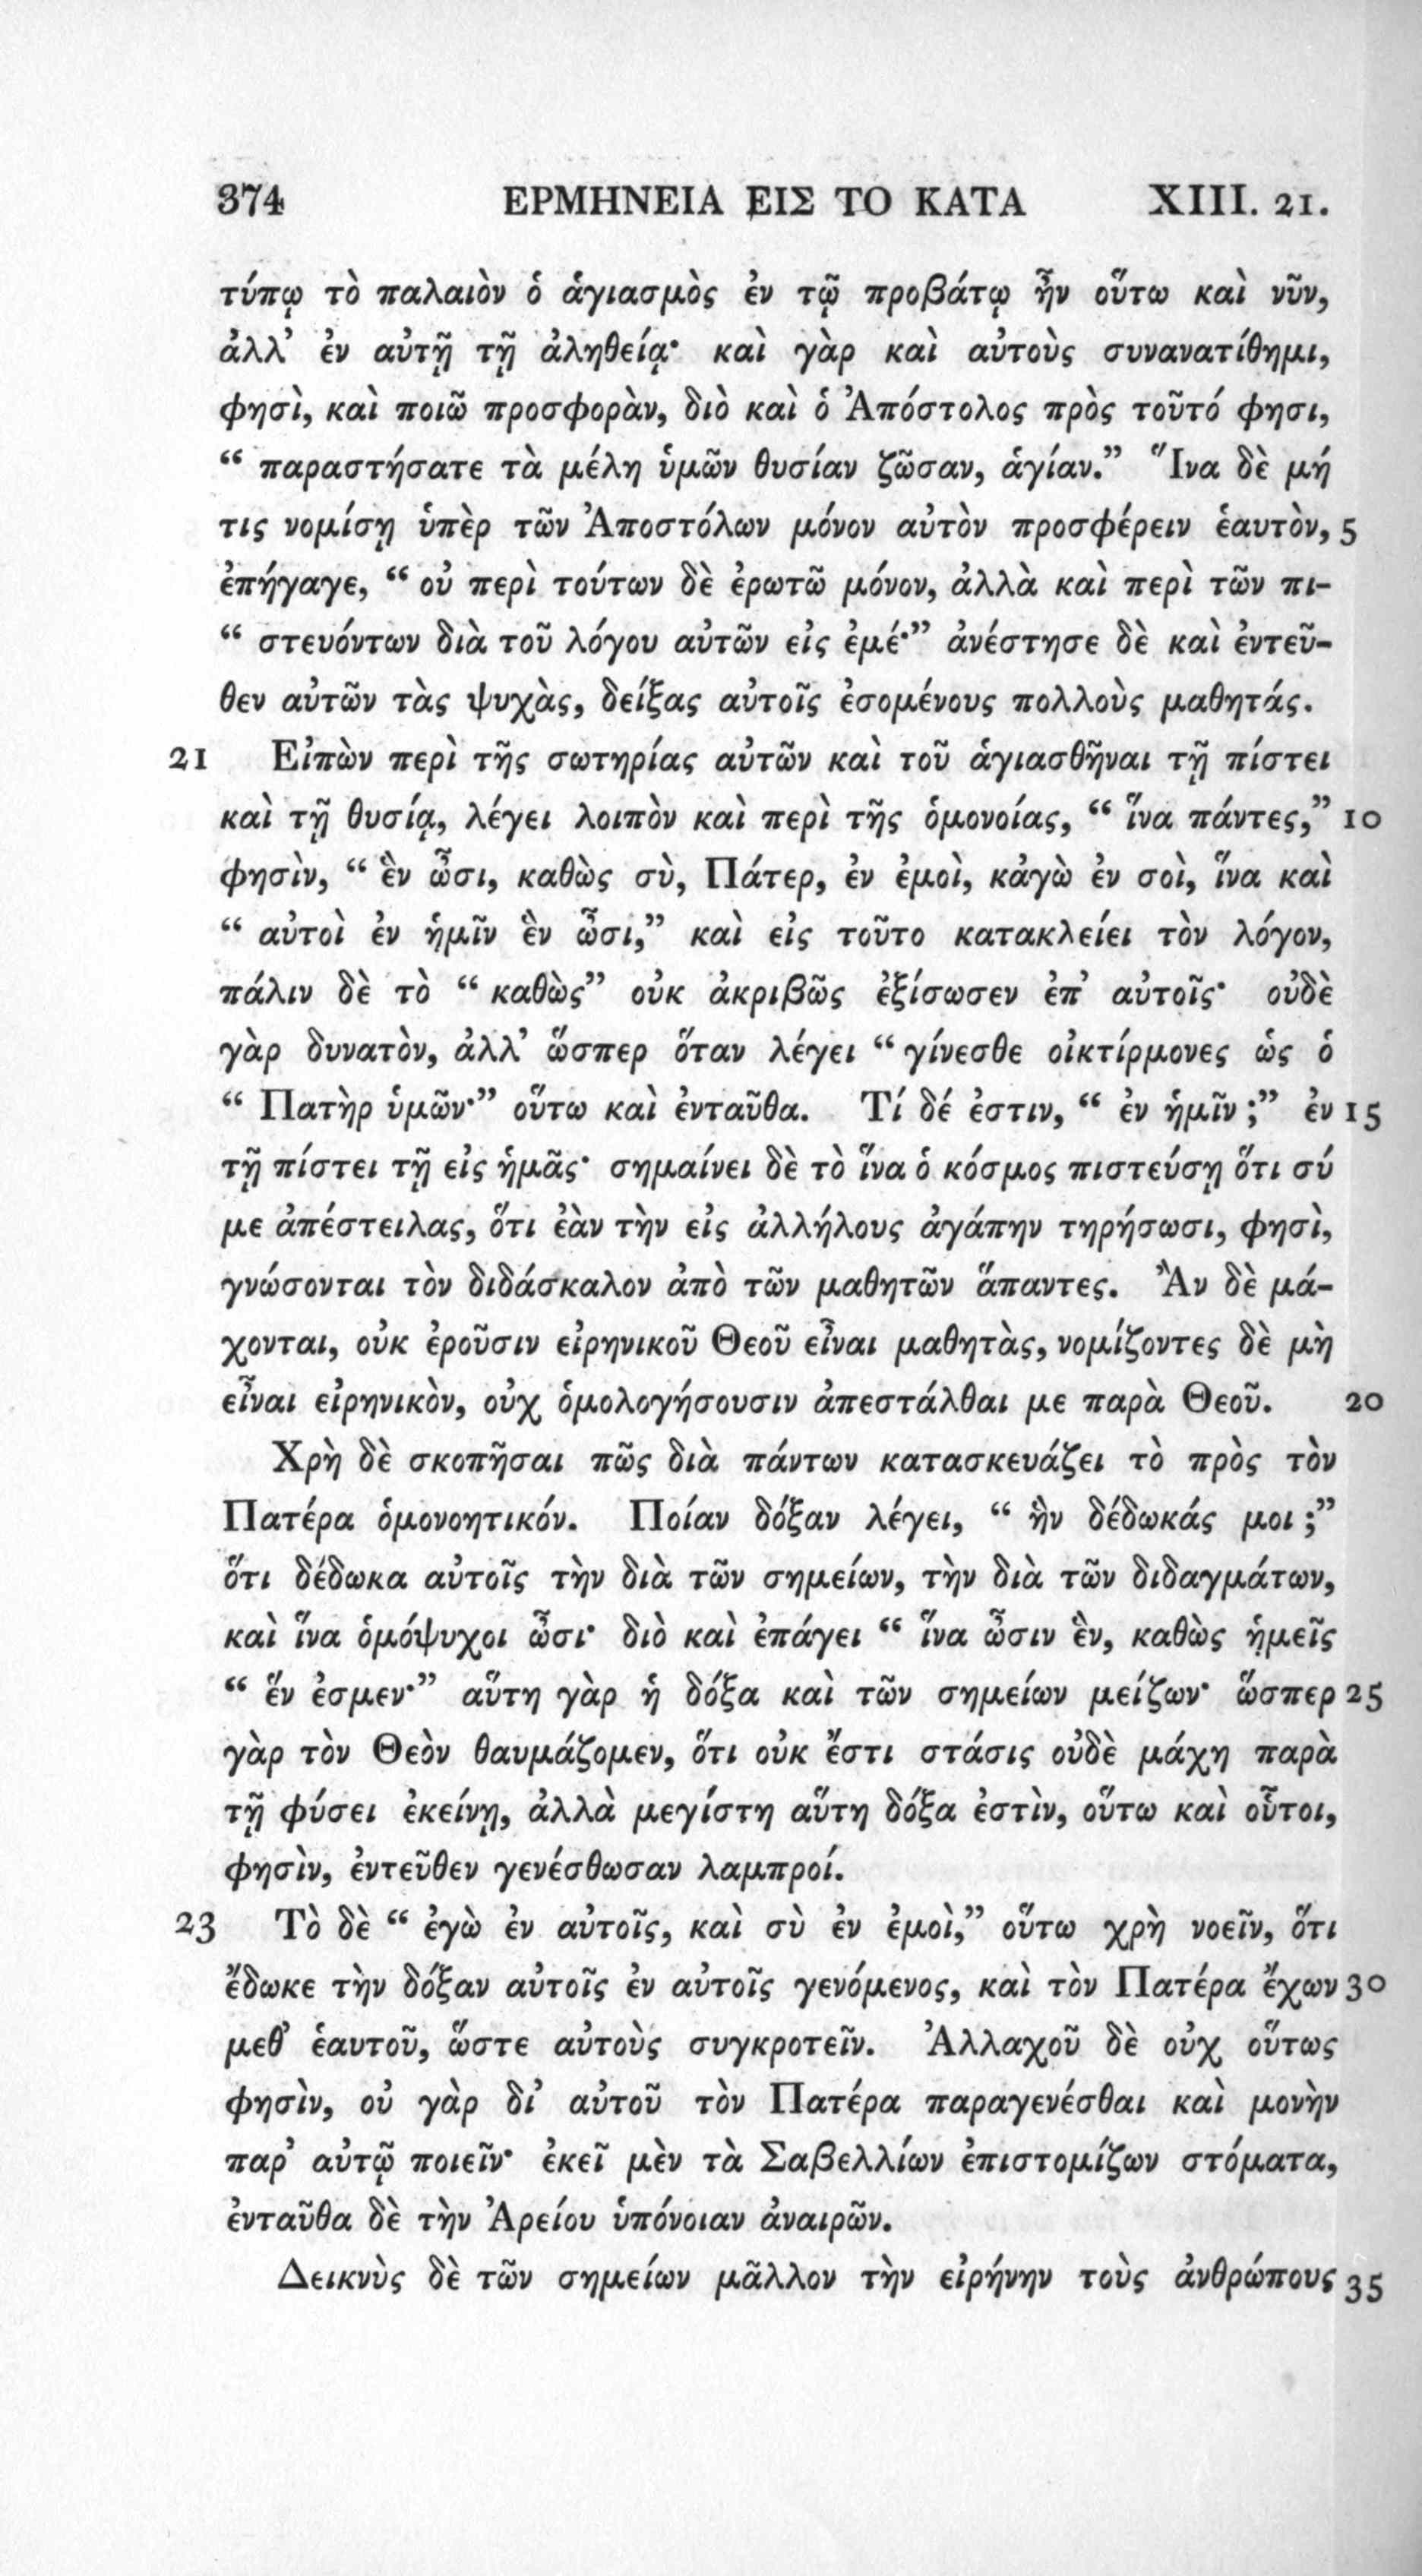 374 ΕΡΜΗΝΕΙΑ ΕΙΣ ΤΟ ΚΑΤΑ XIII. 21.
τύπῳ τὸ παλαιὸν ὁ ἁγιασμὸς ἐν τῷ προβάτῳ ἦν οὕτω καὶ νῦν,
ἀλλ’ ἐν αὐτῇ τῇ ἀληθείᾳ· καὶ γὰρ καὶ αὐτοὺς συνανατίθημι,
φησὶ, καὶ ποιῶ προσφορὰν, διὸ καὶ ὁ Ἀπόστολος πρὸς τοῦτό φησι,
“ παραστήσατε τὰ μέλη ὑμῶν θυσίαν ζῶσαν, ἁγίαν.” Ἵνα δὲ μή
τις νομίσῃ ὑπὲρ τῶν Ἀποστόλων μόνον αὐτὸν προσφέρειν ἑαυτὸν, 5
ἐπήγαγε, “ οὐ περὶ τούτων δὲ ἐρωτῶ μόνον, ἀλλὰ καὶ περὶ τῶν πι-
“ στευόντων διὰ τοῦ λόγου αὐτῶν εἰς ἐμέ·” ἀνέστησε δὲ καὶ ἐντεῦ-
θεν αὐτῶν τὰς ψυχὰς, δείξας αὐτοῖς ἐσομένους πολλοὺς μαθητάς.
21 Εἰπὼν περὶ τῆς σωτηρίας αὐτῶν καὶ τοῦ ἁγιασθῆναι τῇ πίστει
καὶ τῇ θυσίᾳ, λέγει λοιπὸν καὶ περὶ τῆς ὁμονοίας, “ ἵνα πάντες,” 10
φησὶν, “ ἓν ὦσι, καθὼς σὺ, Πάτερ, ἐν ἐμοὶ, κἀγὼ ἐν σοὶ, ἵνα καὶ
“ αὐτοὶ ἐν ἡμῖν ἓν ὦσι,” καὶ εἰς τοῦτο κατακλείει τὸν λόγον,
πάλιν δὲ τὸ “ καθὼς” οὐκ ἀκριβῶς ἐξίσωσεν ἐπ’ αὐτοῖς· οὐδὲ
γὰρ δυνατὸν, ἀλλ’ ὥσπερ ὅταν λέγει “ γίνεσθε οἰκτίρμονες ὡς ὁ
“ Πατὴρ ὑμῶν·” οὕτω καὶ ἐνταῦθα. Τί δέ ἐστιν, “ ἐν ἡμῖν ;” ἐν 15
τῇ πίστει τῇ εἰς ἡμᾶς· σημαίνει δὲ τὸ ἵνα ὁ κόσμος πιστεύσῃ ὅτι σύ
με ἀπέστειλας, ὅτι ἐὰν τὴν εἰς ἀλλήλους ἀγάπην τηρήσωσι, φησὶ,
γνώσονται τὸν διδάσκαλον ἀπὸ τῶν μαθητῶν ἅπαντες. Ἂν δὲ μά-
χονται, οὐκ ἐροῦσιν εἰρηνικοῦ Θεοῦ εἶναι μαθητὰς, νομίζοντες δὲ μὴ
εἶναι εἰρηνικὸν, οὐχ ὁμολογήσουσιν ἀπεστάλθαι με παρὰ Θεοῦ. 20
Χρὴ δὲ σκοπῆσαι πῶς διὰ πάντων κατασκευάζει τὸ πρὸς τὸν
Πατέρα ὁμονοητικόν. Ποίαν δόξαν λέγει, “ ἣν δέδωκάς μοι ;”
ὅτι δέδωκα αὐτοῖς τὴν διὰ τῶν σημείων, τὴν διὰ τῶν διδαγμάτων,
καὶ ἵνα ὁμόψυχοι ὦσι· διὸ καὶ ἐπάγει “ ἵνα ὦσιν ἓν, καθὼς ἡμεῖς
“ ἕν ἐσμεν·” αὕτη γὰρ ἡ δόξα καὶ τῶν σημείων μείζων· ὥσπερ 25
γὰρ τὸν Θεὸν θαυμάζομεν, ὅτι οὐκ ἔστι στάσις οὐδὲ μάχη παρὰ
τῇ φύσει ἐκείνῃ, ἀλλὰ μεγίστη αὕτη δόξα ἐστὶν, οὕτω καὶ οὗτοι,
φησὶν, ἐντεῦθεν γενέσθωσαν λαμπροί.
23 Τὸ δὲ “ ἐγὼ ἐν αὐτοῖς, καὶ σὺ ἐν ἐμοὶ,” οὕτω χρὴ νοεῖν, ὅτι
ἔδωκε τὴν δόξαν αὐτοῖς ἐν αὐτοῖς γενόμενος, καὶ τὸν Πατέρα ἔχων 30
μεθ’ ἑαυτοῦ, ὥστε αὐτοὺς συγκροτεῖν. Ἀλλαχοῦ δὲ οὐχ οὕτως
φησὶν, οὐ γὰρ δι’ αὐτοῦ τὸν Πατέρα παραγενέσθαι καὶ μονὴν
παρ’ αὐτῷ ποιεῖν· ἐκεῖ μὲν τὰ Σαβελλίων ἐπιστομίζων στόματα,
ἐνταῦθα δὲ τὴν Ἀρείου ὑπόνοιαν ἀναιρῶν.
Δεικνὺς δὲ τῶν σημείων μᾶλλον τὴν εἰρήνην τοὺς ἀνθρώπους 35